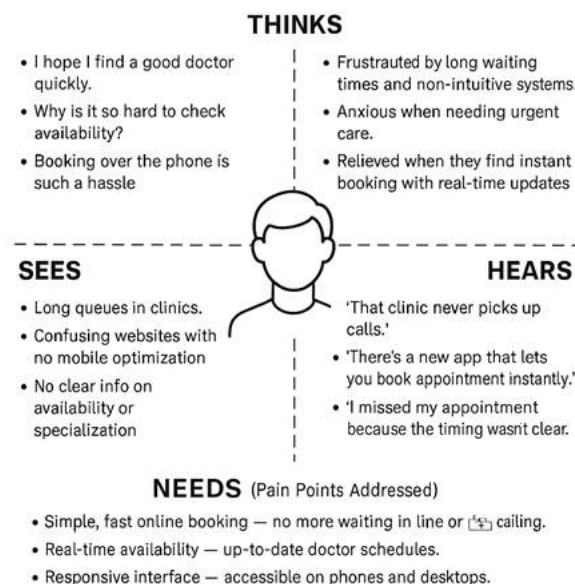 THINKS
• I hope I find a good doctor
quickly.
• Why is it so hard to check
availability?
• Booking over the phone is
such a hassle
• Frustrauted by long waiting
times and non-intuitive systems.
• Anxious when needing urgent
care.
• Relieved when they find instant
booking with real-time updates
SEES
• Long queues in clinics.
• Confusing websites with
no mobile optimization
• No clear info on
availability or
specialization
HEARS
'That clinic never picks up
calls.'
• 'There's a new app that lets
you book appointment instantly.'
• 'I missed my appointment
because the timing wasnt clear.
NEEDS (Pain Points Addressed)
• Simple, fast online booking — no more waiting in line or cailing.
• Real-time availability — up-to-date doctor schedules.
• Responsive interface — accessible on phones and desktops.